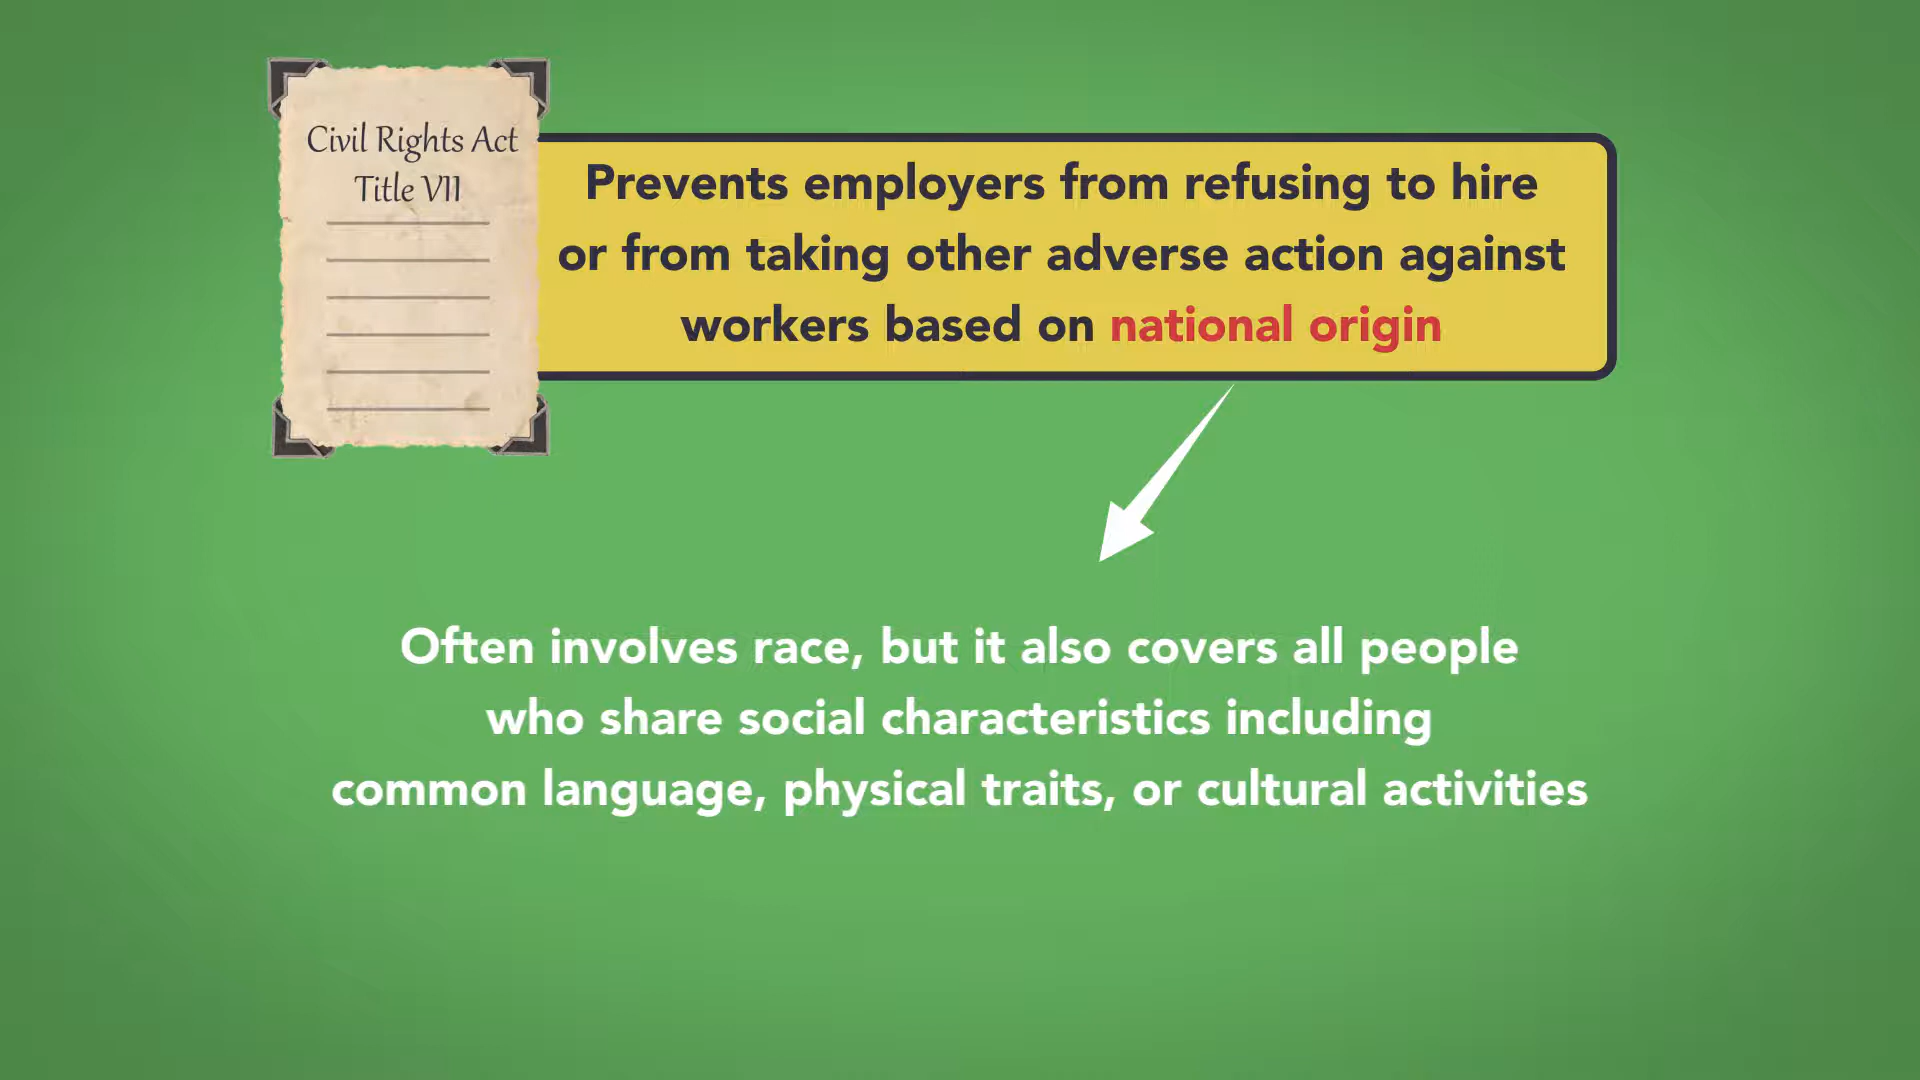 Civil Rights Act
Title VII
Prevents employers from refusing to hire
or from taking other adverse action against
workers based on national origin
Often involves race, but it also covers all people
who share social characteristics including
common language, physical traits, or cultural activities